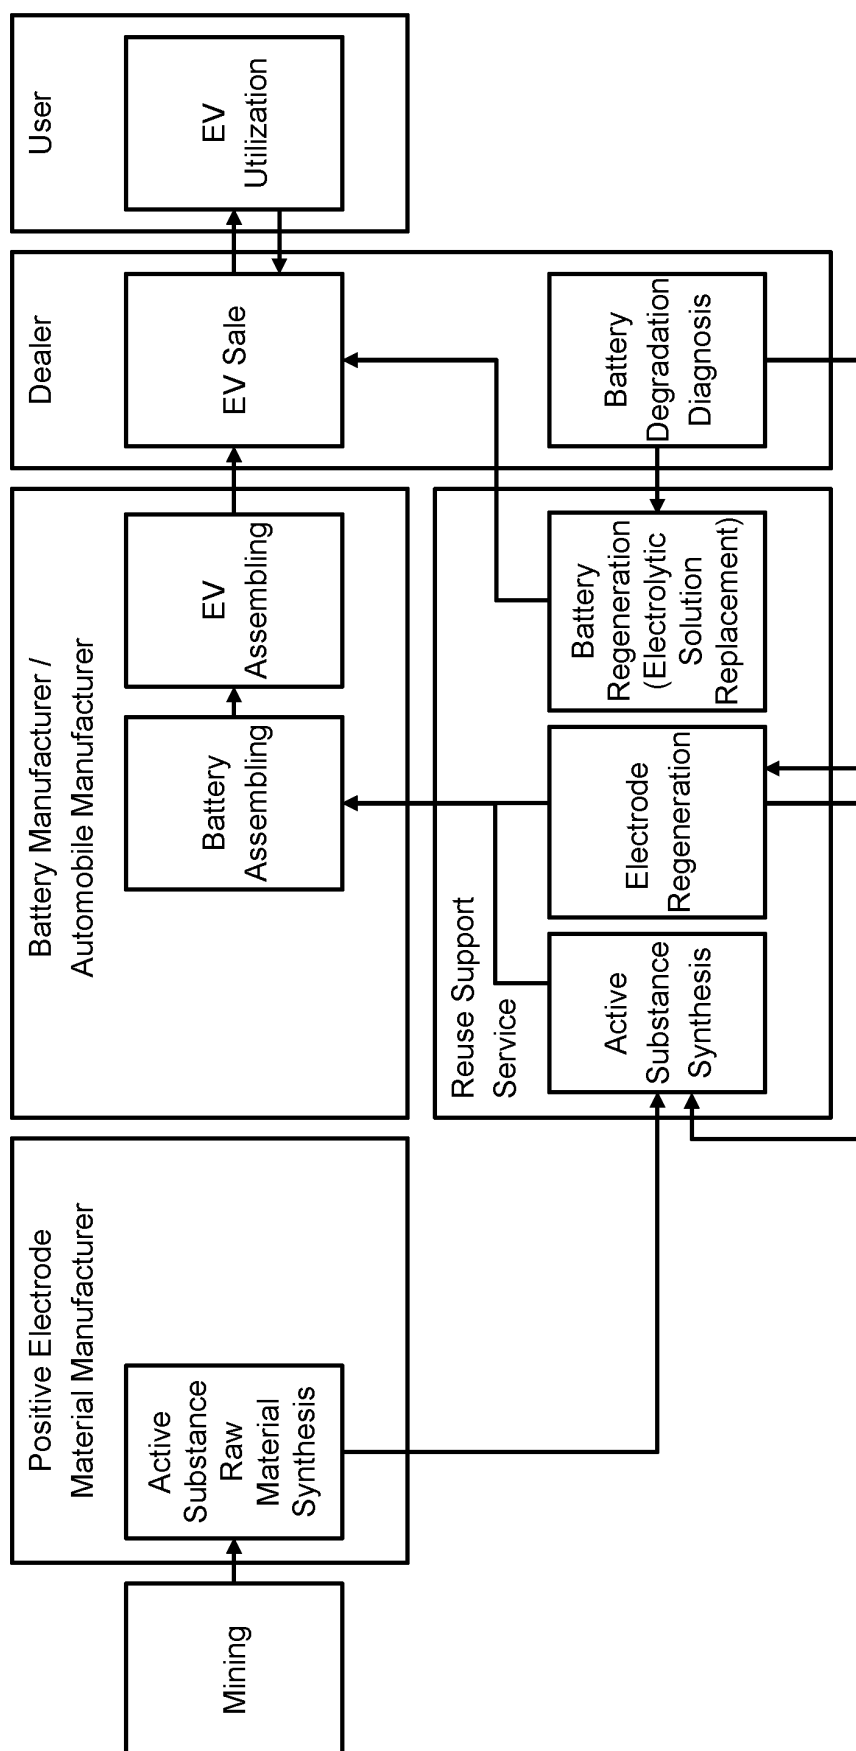 Mining
Positive Electrode
Material Manufacturer
Active
Substance
Raw
Material
Synthesis
Battery Manufacturer /
Automobile Manufacturer
Battery
Assembling
EV
Assembling
Dealer
EV Sale
User
EV
Utilization
Reuse Support
Service
Active
Substance
Synthesis
Electrode
Regeneration
Battery
Regeneration
(Electrolytic
Solution
Replacement)
Battery
Degradation
Diagnosis